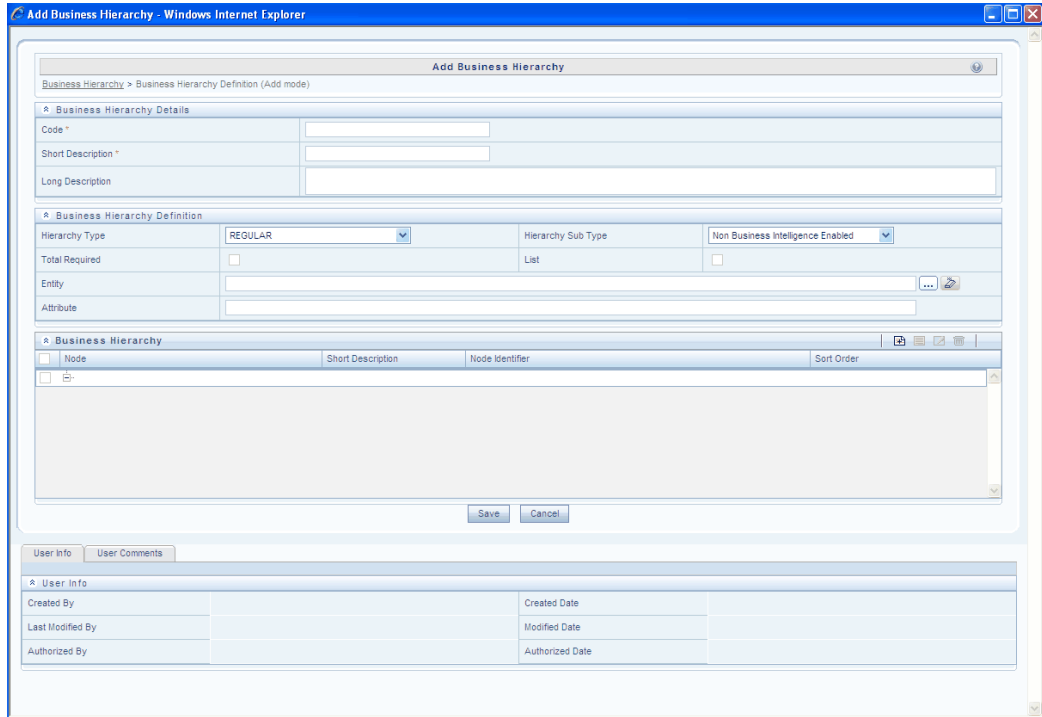 Add Business Hierarchy - Windows Internet Explorer
Add Business Hierarchy
Business Hierarchy > Business Hierarchy Definition (Add mode)
Business Hierarchy Details
Code *
Short Description *
Long Description
Business Hierarchy Definition
Hierarchy Type REGULAR Hierarchy Sub Type Non Business Intelligence Enabled
Total Required List
Entity ...
Attribute
Business Hierarchy
Node Short Description Node Identifier Sort Order
Save Cancel
User Info User Comments
User Info
Created By Created Date
Last Modified By Modified Date
Authorized By Authorized Date